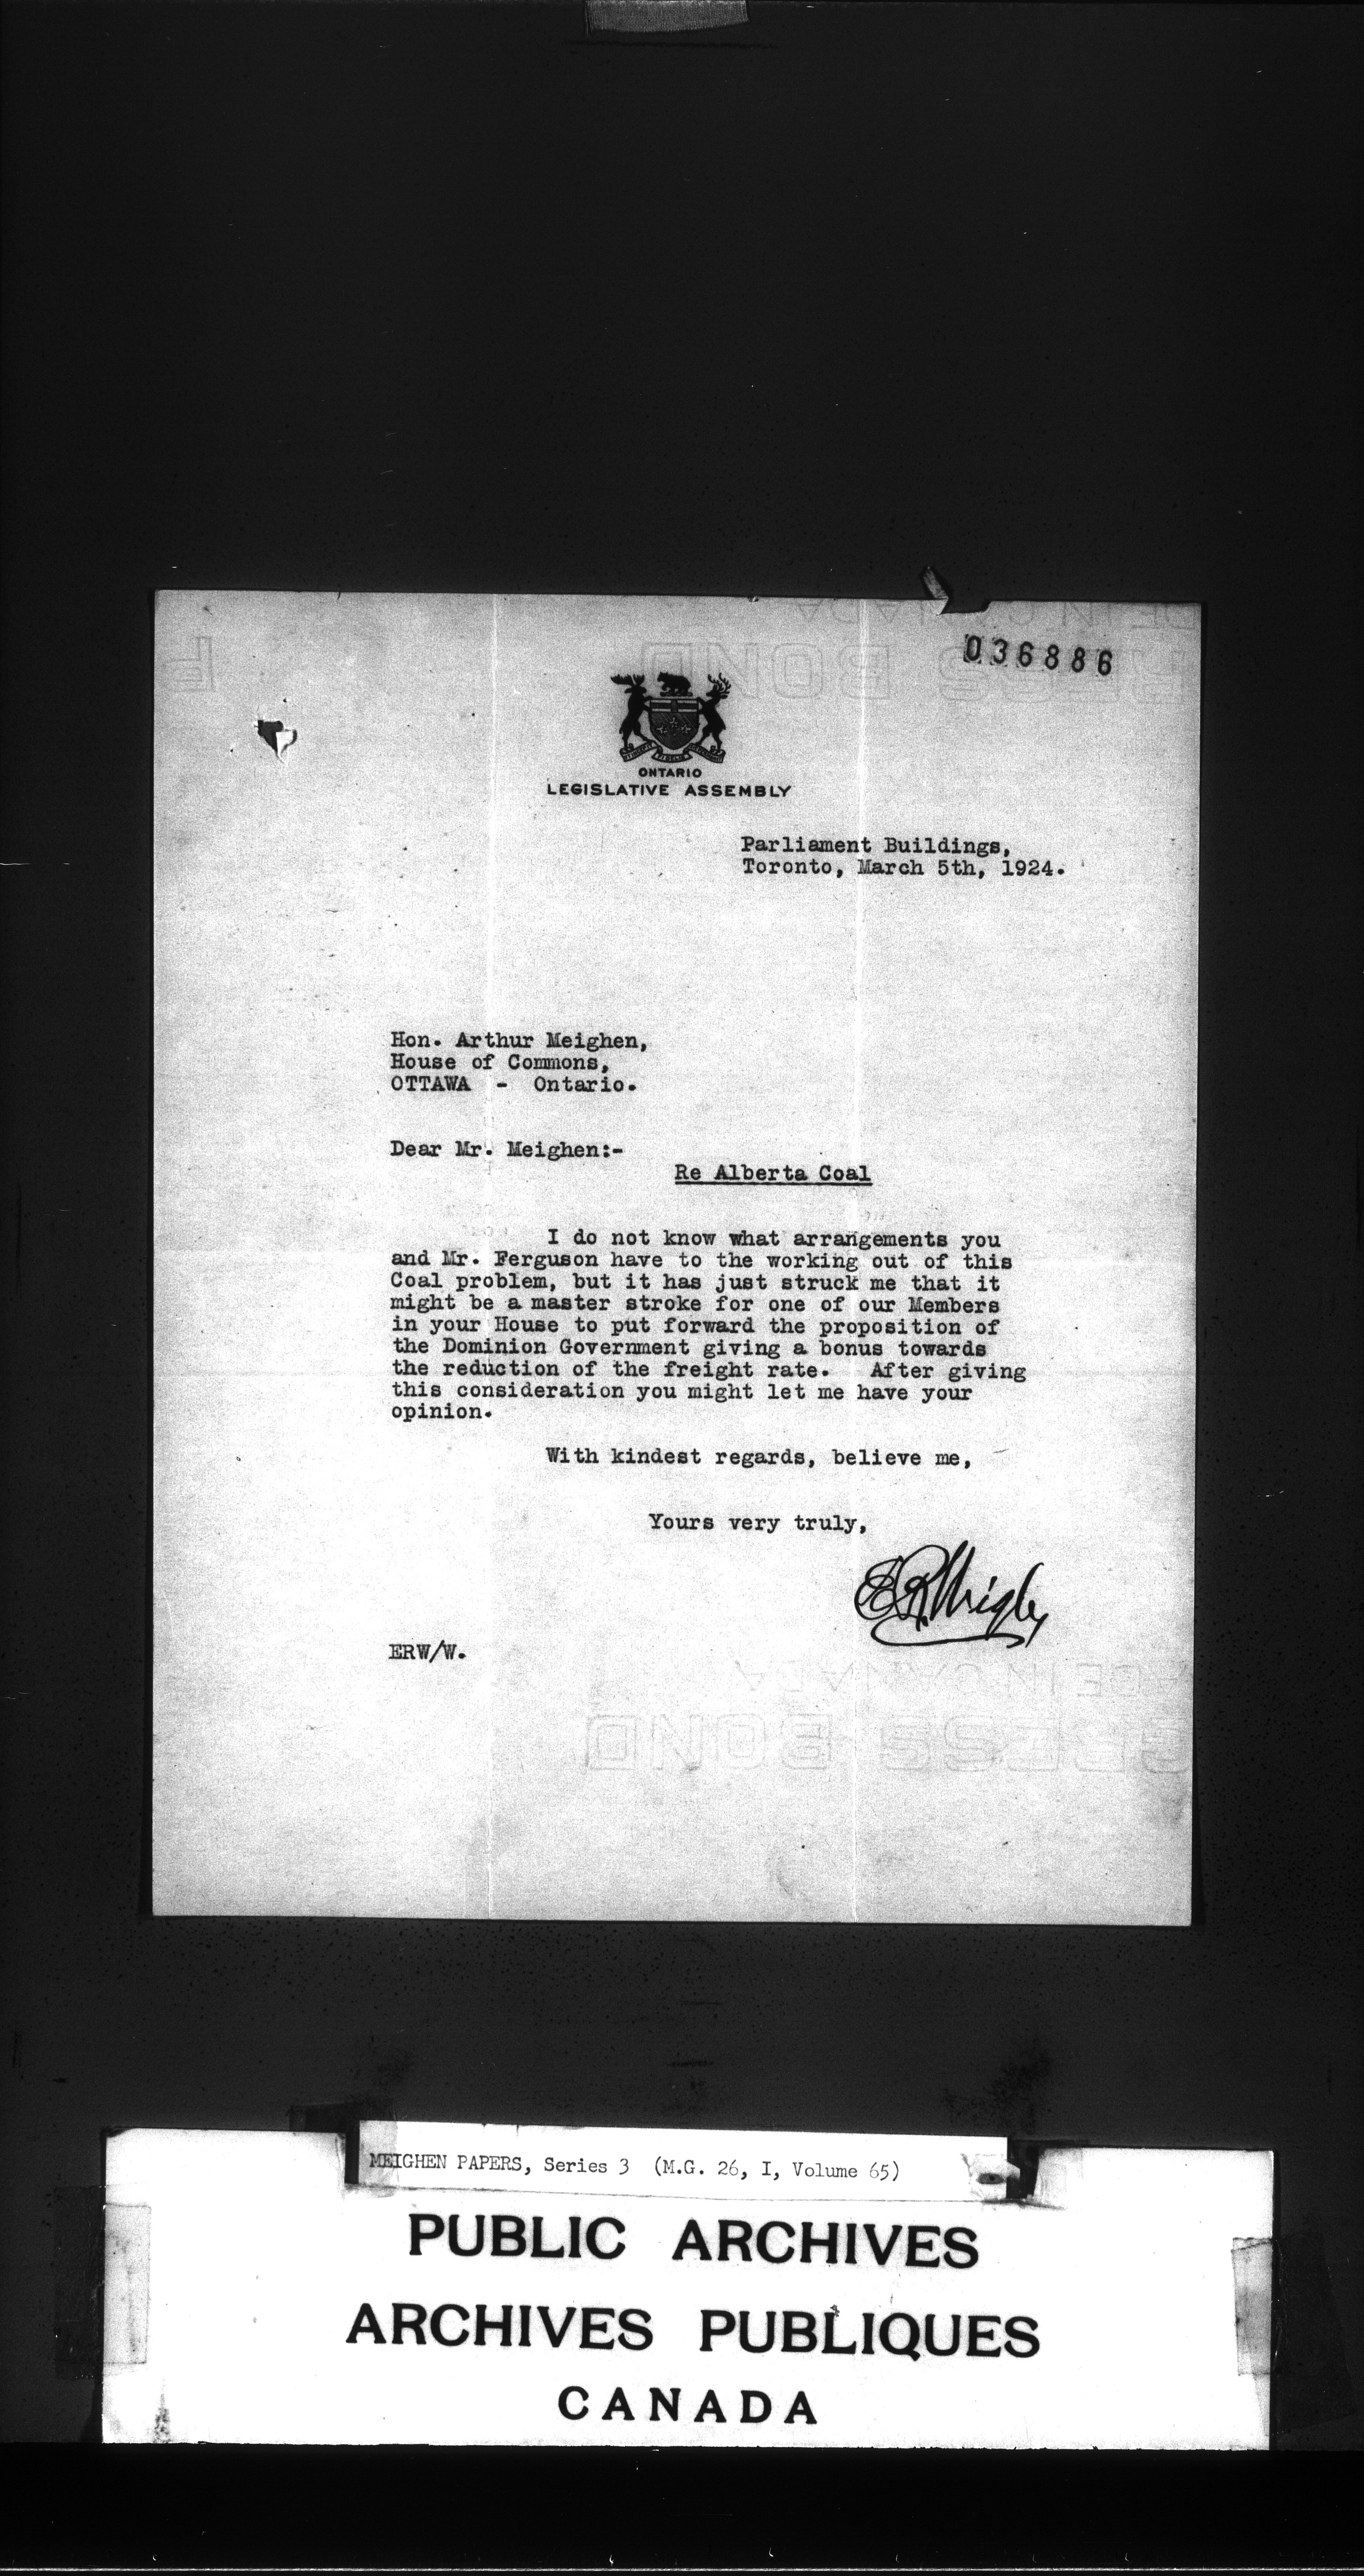 036886
ONTARIO
LEGISLATIVE ASSEMBLY
Parliament Buildings,
Toronto, March 5th, 1924.
Hon. Arthur Meighen,
House of Commons,
OTTAWA - Ontario.
Dear Mr. Meighen:-
Re Alberta Coal
I do not know what arrangements you
and Mr. Ferguson have to the working out of this
Coal problem, but it has just struck me that it
might be a master stroke for one of our Members
in your House to put forward the proposition of
the Dominion Government giving a bonus towards
the reduction of the freight rate. After giving
this consideration you might let me have your
opinion.
With kindest regards, believe me,
Yours very truly,
ERW/W.
MEIGHEN PAPERS, Series 3 (M.G. 26, I, Volume 65)
PUBLIC ARCHIVES
ARCHIVES PUBLIQUES
CANADA